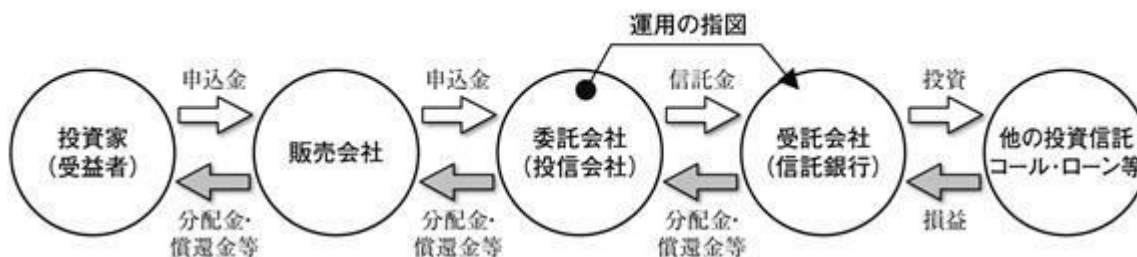 運用の指図
申込金
申込金
信託金
投資
投資家
(受益者)
販売会社
委託会社
(投信会社)
受託会社
(信託銀行)
他の投資信託
コール・ローン等
分配金・
償還金等
分配金・
償還金等
分配金・
償還金等
損益